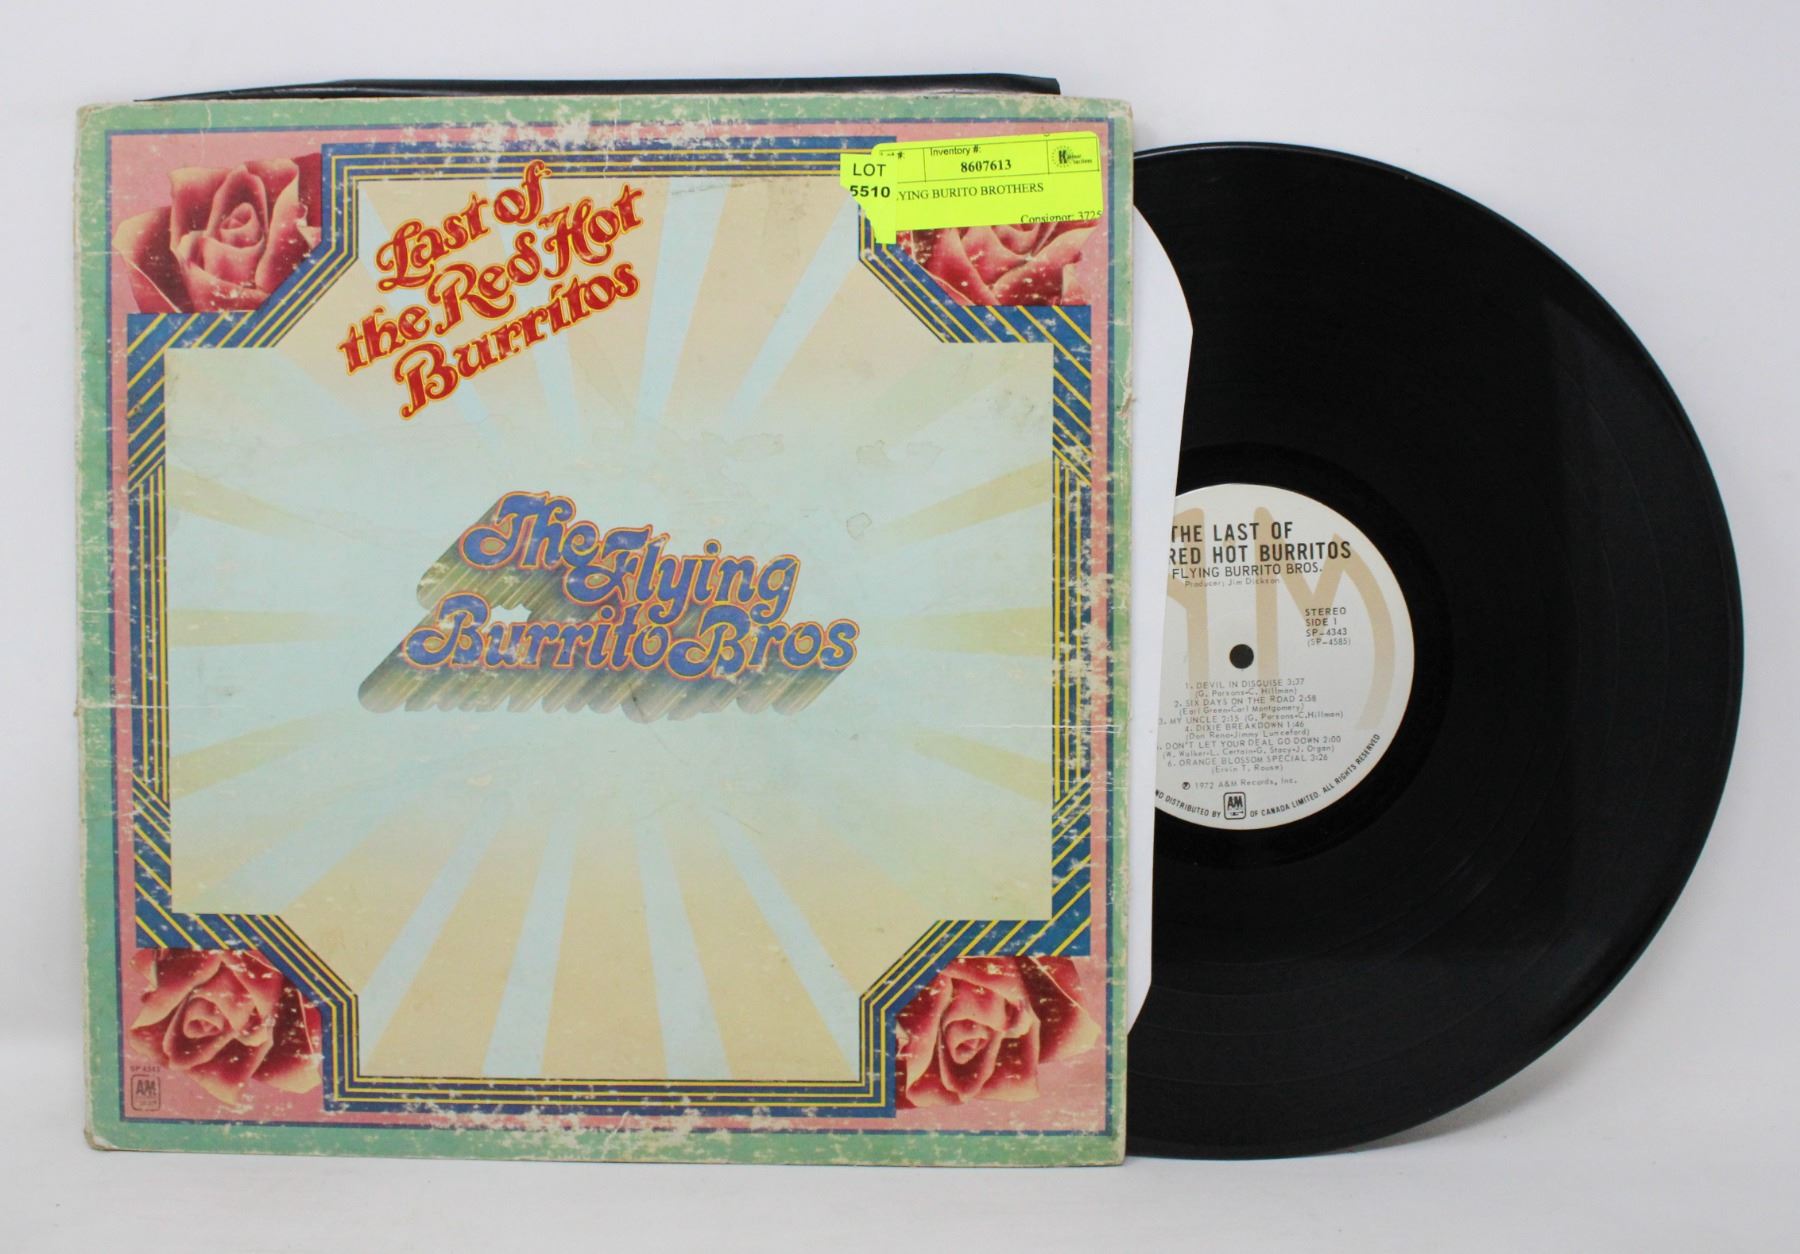 Last of
the Red Hot
Burritos
LOT
5510
Inventory #:
8607613
BURITO BROTHERS
Consignor: 3725
The Flying
Burrito Bros
SP 4343
A&M
THE LAST OF
RED HOT BURRITOS
FLYING BURRITO BROS.
Producer; Jim Dickson
STEREO
SIDE 1
SP-4343
(SP-4585)
1. DEVIL IN DISGUISE 3:37
(G. Parsons-C. Hillman)
2. SIX DAYS ON THE ROAD 2:58
(Earl Green-Carl Montgomery)
3. MY UNCLE 2:15 (G. Parsons-C.Hillman)
4. DIXIE BREAKDOWN 1:46
(Don Reno-Jimmy Lunceford)
DON'T LET YOUR DEAL GO DOWN 2:00
(W. Walker-L. Certain-G. Stacy-J. Organ)
6. ORANGE BLOSSOM SPECIAL 3:26
(Ervin T. Rouse)
℗ 1972 A&M Records, Inc.
DISTRIBUTED BY A&M OF CANADA LIMITED. ALL RIGHTS RESERVED